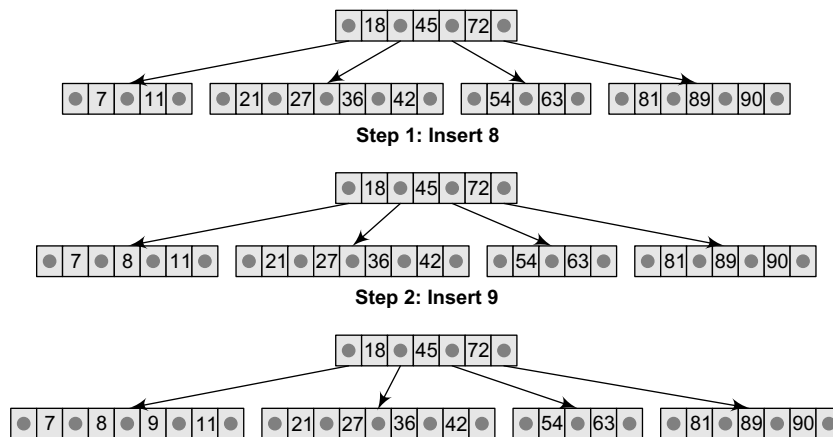 18 45 72
7 11 21 27 36 42 54 63 81 89 90
Step 1: Insert 8
18 45 72
7 8 11 21 27 36 42 54 63 81 89 90
Step 2: Insert 9
18 45 72
7 8 9 11 21 27 36 42 54 63 81 89 90